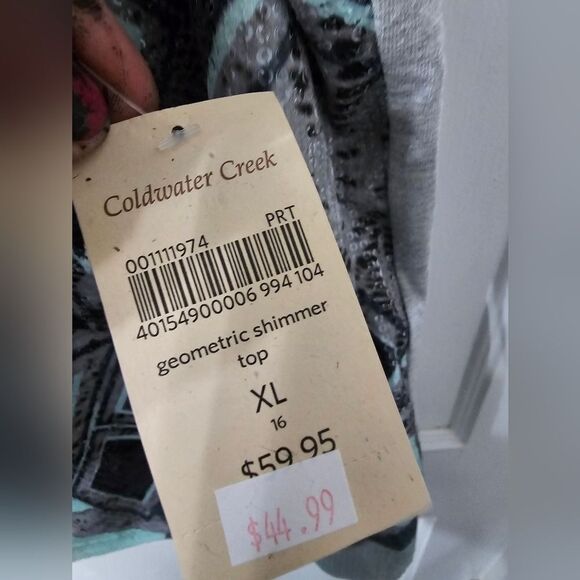 Coldwater Creek
PRT
001111974
40154900006 994 104
geometric shimmer
top
XL
16
$59.95
$44.99